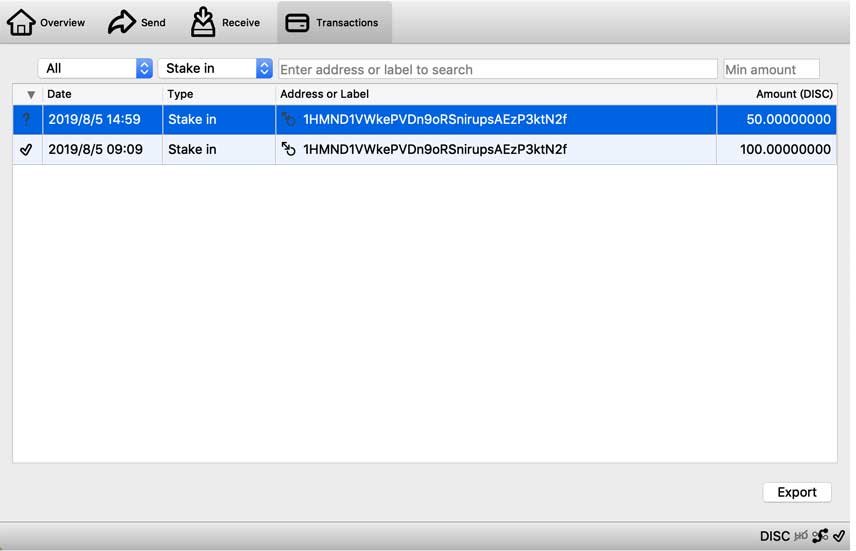 Overview Send Receive Transactions
All Stake in Enter address or label to search Min amount
Date Type Address or Label Amount (DISC)
? 2019/8/5 14:59 Stake in 1HMND1VWkePVDn9oRSnirupsAEzP3ktN2f 50.00000000
2019/8/5 09:09 Stake in 1HMND1VWkePVDn9oRSnirupsAEzP3ktN2f 100.00000000
Export
DISC HD